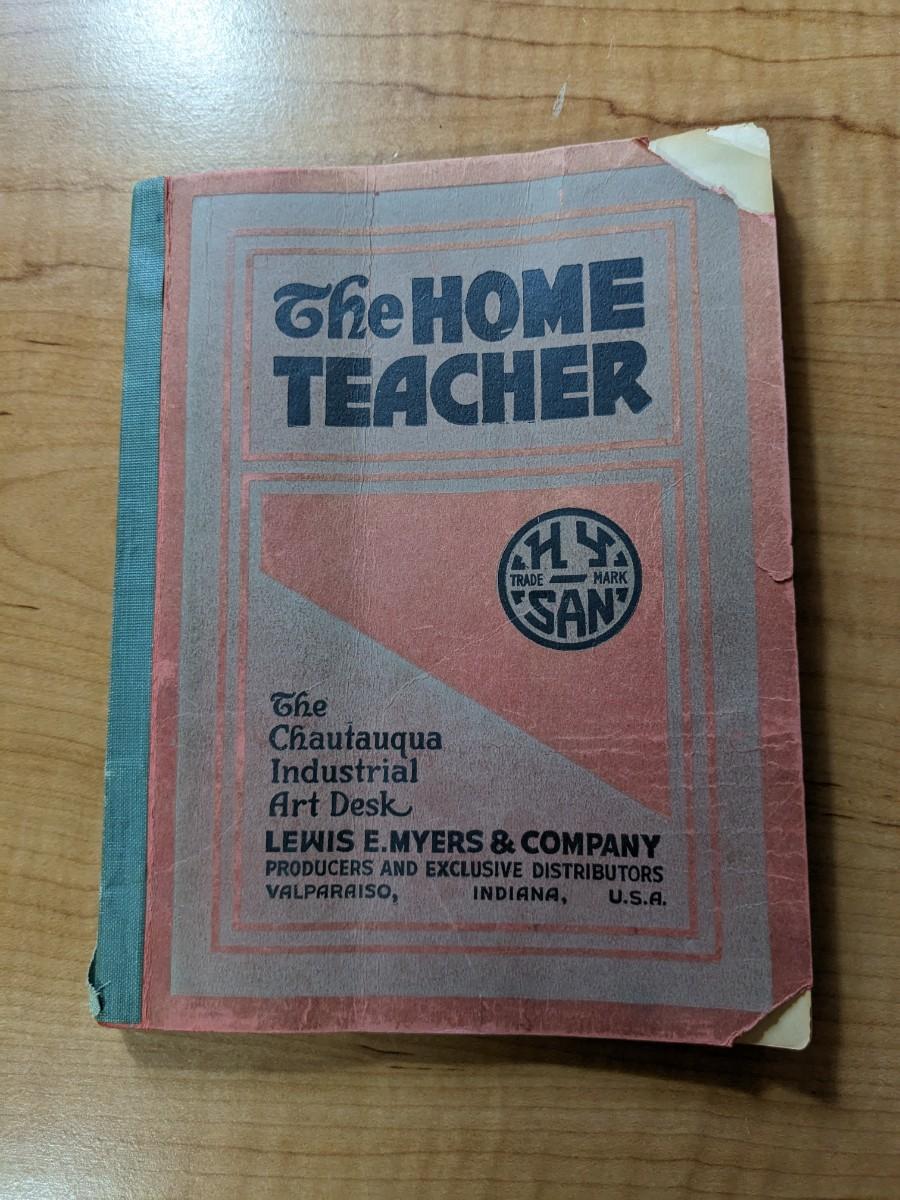 The HOME
TEACHER
"H Y"
TRADE — MARK
"SAN"
The
Chautauqua
Industrial
Art Desk
LEWIS E. MYERS & COMPANY
PRODUCERS AND EXCLUSIVE DISTRIBUTORS
VALPARAISO, INDIANA, U.S.A.